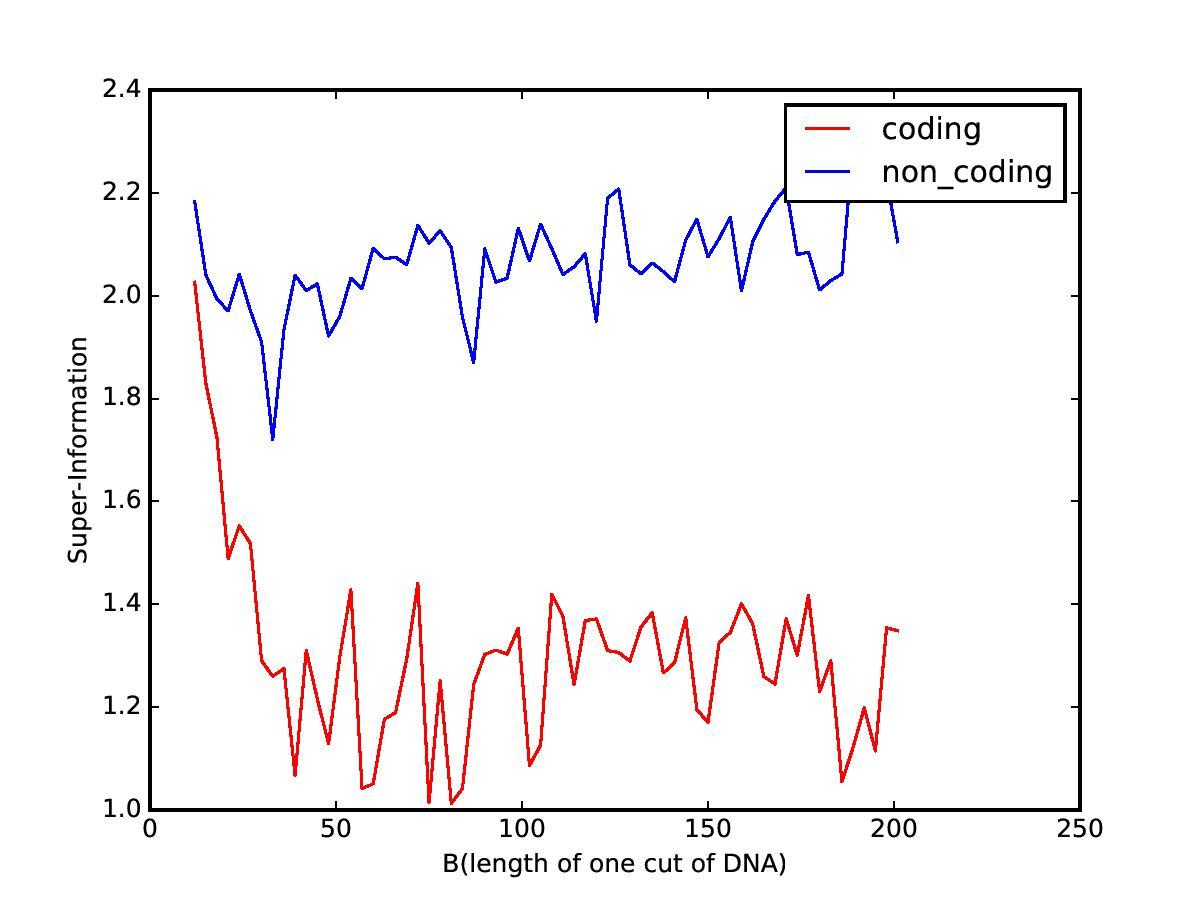 2.4
2.2
2.0
1.8
1.6
1.4
1.2
1.0
Super-Information
coding
non_coding
0 50 100 150 200 250
B(length of one cut of DNA)